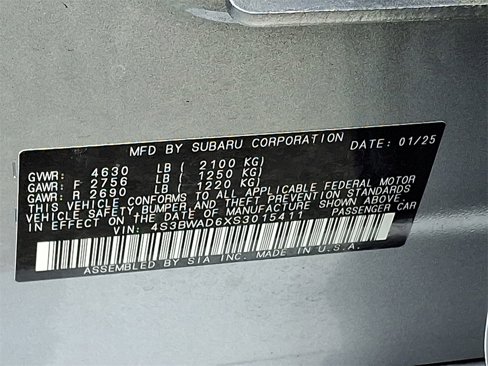 MFD BY SUBARU CORPORATION DATE: 01/25
GVWR: 4630 LB ( 2100 KG)
GAWR: F 2756 LB ( 1250 KG)
GAWR: R 2690 LB ( 1220 KG)
THIS VEHICLE CONFORMS TO ALL APPLICABLE FEDERAL MOTOR
VEHICLE SAFETY BUMPER, AND THEFT PREVENTION STANDARDS
IN EFFECT ON THE DATE OF MANUFACTURE SHOWN ABOVE.
VIN: 4S3BWAD6XS3015411 PASSENGER CAR
ASSEMBLED BY SIA INC. MADE IN U.S.A.